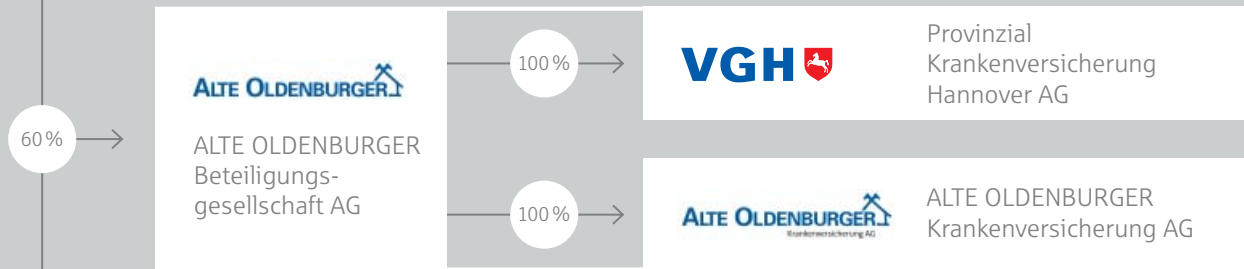 60 %
ALTE OLDENBURGER
ALTE OLDENBURGER
Beteiligungs-
gesellschaft AG
100 %
VGH
Provinzial
Krankenversicherung
Hannover AG
100 %
ALTE OLDENBURGER
Krankenversicherung AG
ALTE OLDENBURGER
Krankenversicherung AG